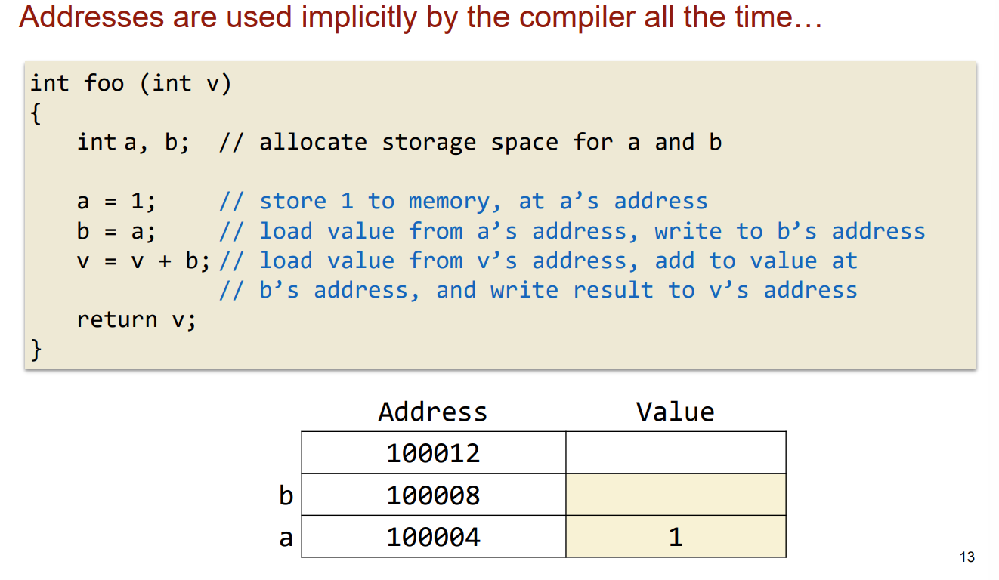 Addresses are used implicitly by the compiler all the time…
int foo (int v)
{
int a, b; // allocate storage space for a and b
a = 1; // store 1 to memory, at a’s address
b = a; // load value from a’s address, write to b’s address
v = v + b; // load value from v’s address, add to value at
// b’s address, and write result to v’s address
return v;
}
Address Value
100012
b 100008
a 100004 1
13